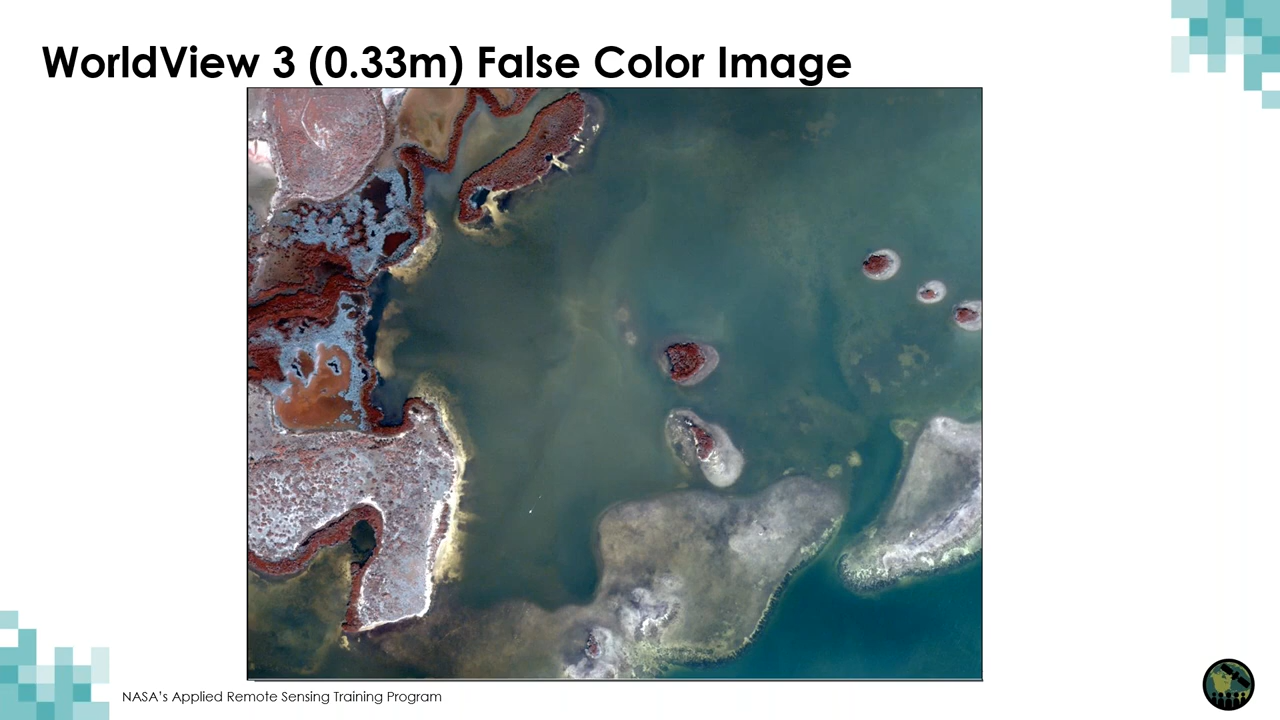 WorldView 3 (0.33m) False Color Image
NASA's Applied Remote Sensing Training Program